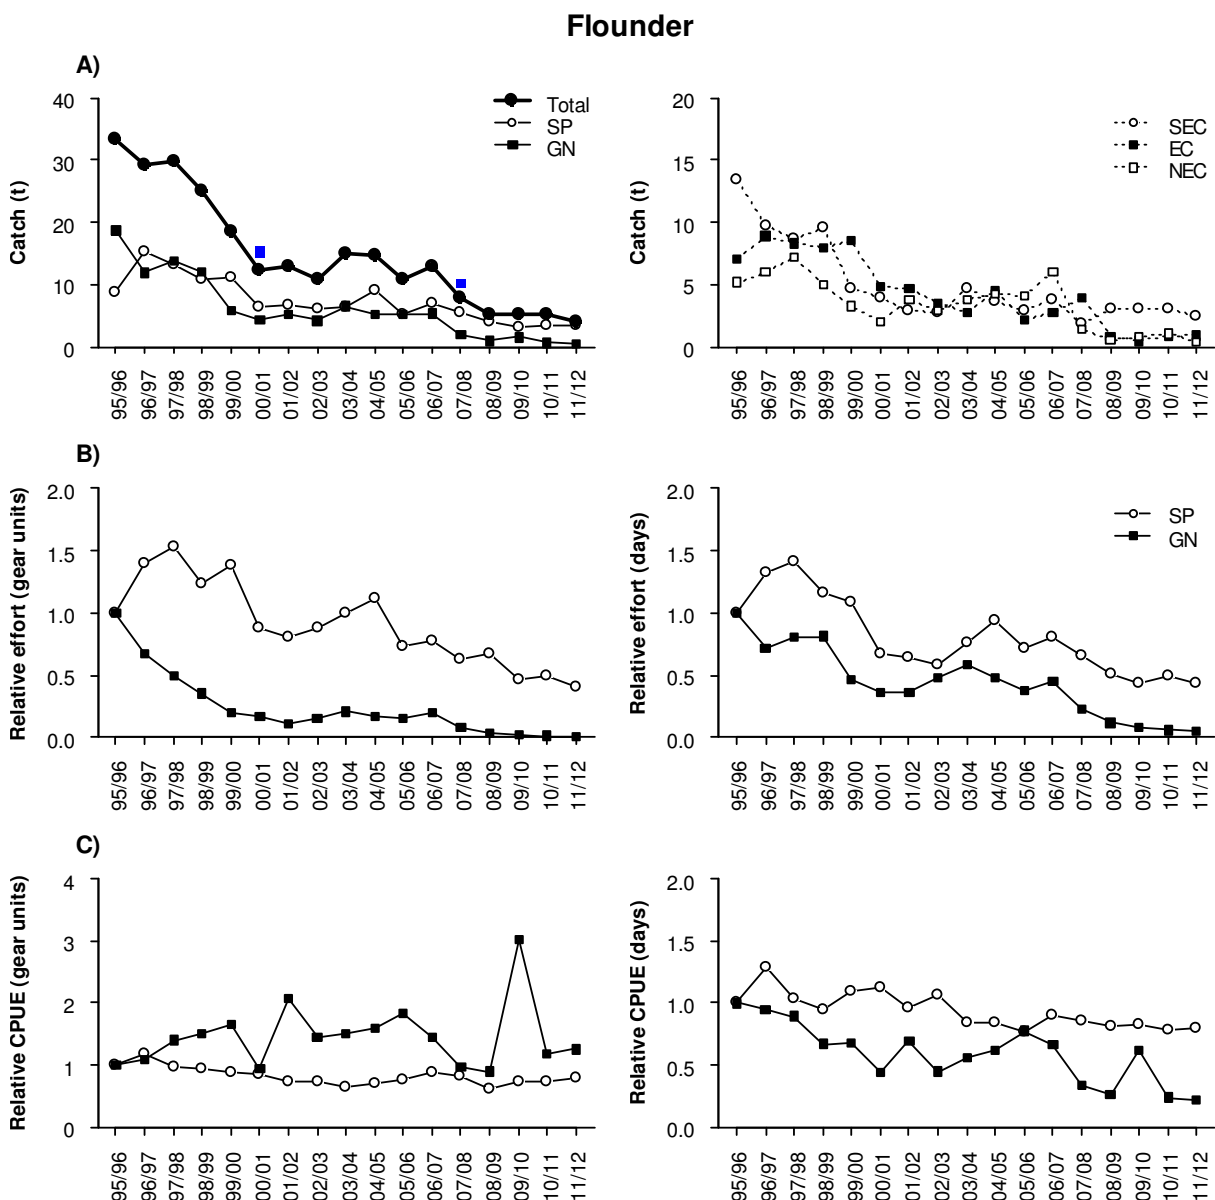 Flounder
A)
Catch (t)
40
30
20
10
0
Total
SP
GN
95/96 96/97 97/98 98/99 99/00 00/01 01/02 02/03 03/04 04/05 05/06 06/07 07/08 08/09 09/10 10/11 11/12
Catch (t)
20
15
10
5
0
SEC
EC
NEC
95/96 96/97 97/98 98/99 99/00 00/01 01/02 02/03 03/04 04/05 05/06 06/07 07/08 08/09 09/10 10/11 11/12
B)
Relative effort (gear units)
2.0
1.5
1.0
0.5
0.0
95/96 96/97 97/98 98/99 99/00 00/01 01/02 02/03 03/04 04/05 05/06 06/07 07/08 08/09 09/10 10/11 11/12
Relative effort (days)
2.0
1.5
1.0
0.5
0.0
SP
GN
95/96 96/97 97/98 98/99 99/00 00/01 01/02 02/03 03/04 04/05 05/06 06/07 07/08 08/09 09/10 10/11 11/12
C)
Relative CPUE (gear units)
4
3
2
1
0
95/96 96/97 97/98 98/99 99/00 00/01 01/02 02/03 03/04 04/05 05/06 06/07 07/08 08/09 09/10 10/11 11/12
Relative CPUE (days)
2.0
1.5
1.0
0.5
0.0
95/96 96/97 97/98 98/99 99/00 00/01 01/02 02/03 03/04 04/05 05/06 06/07 07/08 08/09 09/10 10/11 11/12